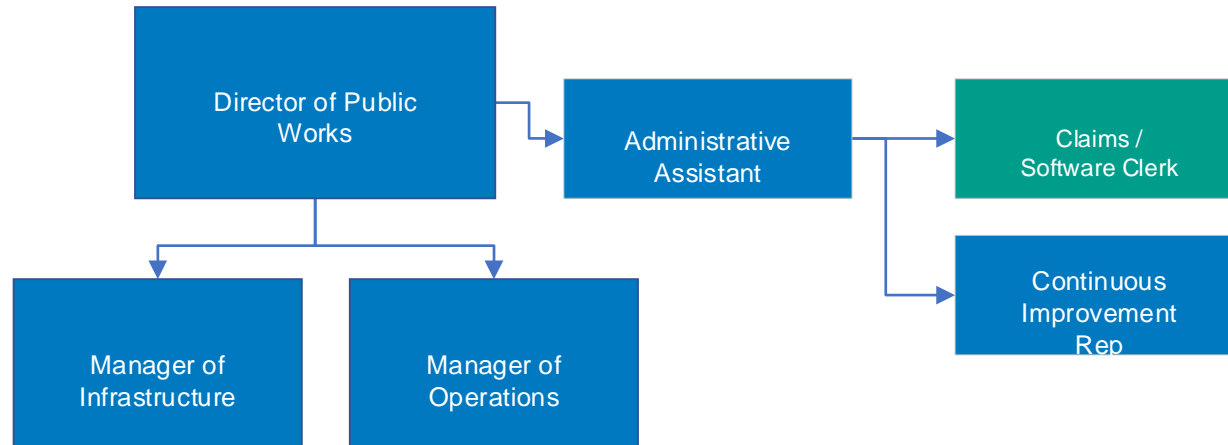 Director of Public
Works
Administrative
Assistant
Claims /
Software Clerk
Continuous
Improvement
Rep
Manager of
Infrastructure
Manager of
Operations